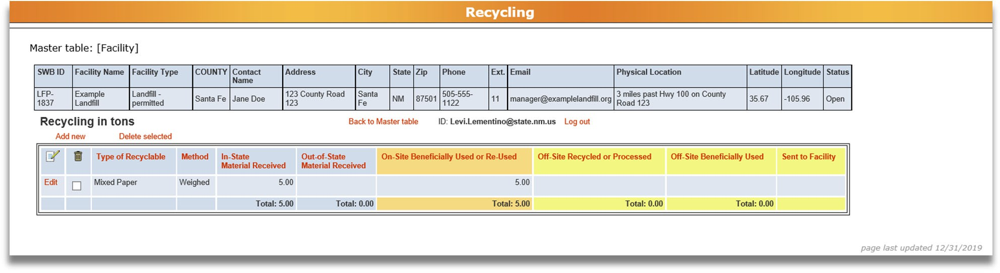 Recycling
Master table: [Facility]
SWB ID Facility Name Facility Type COUNTY Contact Name Address City State Zip Phone Ext. Email Physical Location Latitude Longitude Status
LFP-1837 Example Landfill Landfill - permitted Santa Fe Jane Doe 123 County Road 123 Santa Fe NM 87501 505-555-1122 11 manager@examplelandfill.org 3 miles past Hwy 100 on County Road 123 35.67 -105.96 Open
Recycling in tons Back to Master table ID: Levi.Lementino@state.nm.us Log out
Add new Delete selected
Type of Recyclable Method In-State Material Received Out-of-State Material Received On-Site Beneficially Used or Re-Used Off-Site Recycled or Processed Off-Site Beneficially Used Sent to Facility
Edit Mixed Paper Weighed 5.00 5.00
Total: 5.00 Total: 0.00 Total: 5.00 Total: 0.00 Total: 0.00
page last updated 12/31/2019